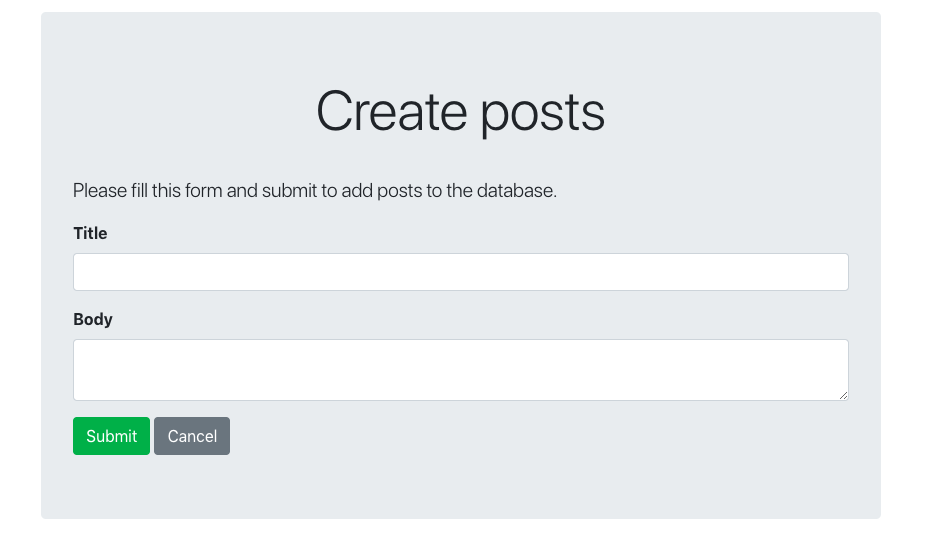 Create posts
Please fill this form and submit to add posts to the database.
Title
Body
Submit Cancel